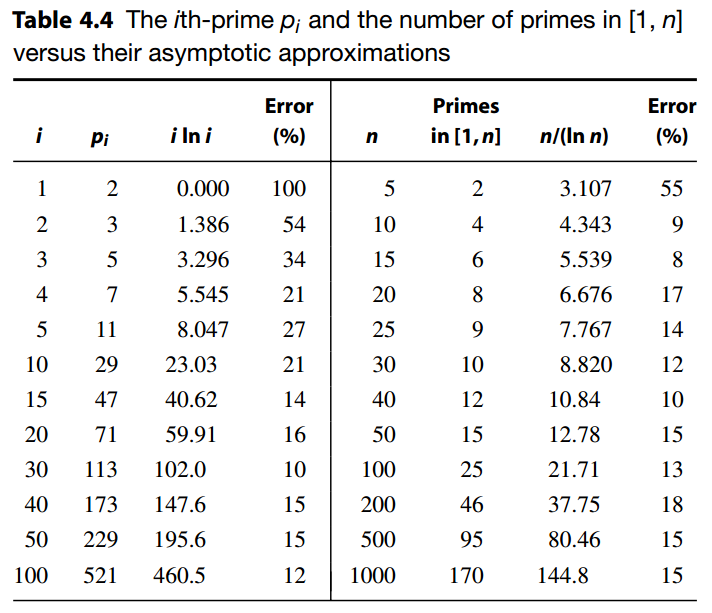 Table 4.4 The ith-prime pi and the number of primes in [1, n]
versus their asymptotic approximations
Error Primes Error
i pi i ln i (%) n in [1, n] n/(ln n) (%)
1 2 0.000 100 5 2 3.107 55
2 3 1.386 54 10 4 4.343 9
3 5 3.296 34 15 6 5.539 8
4 7 5.545 21 20 8 6.676 17
5 11 8.047 27 25 9 7.767 14
10 29 23.03 21 30 10 8.820 12
15 47 40.62 14 40 12 10.84 10
20 71 59.91 16 50 15 12.78 15
30 113 102.0 10 100 25 21.71 13
40 173 147.6 15 200 46 37.75 18
50 229 195.6 15 500 95 80.46 15
100 521 460.5 12 1000 170 144.8 15